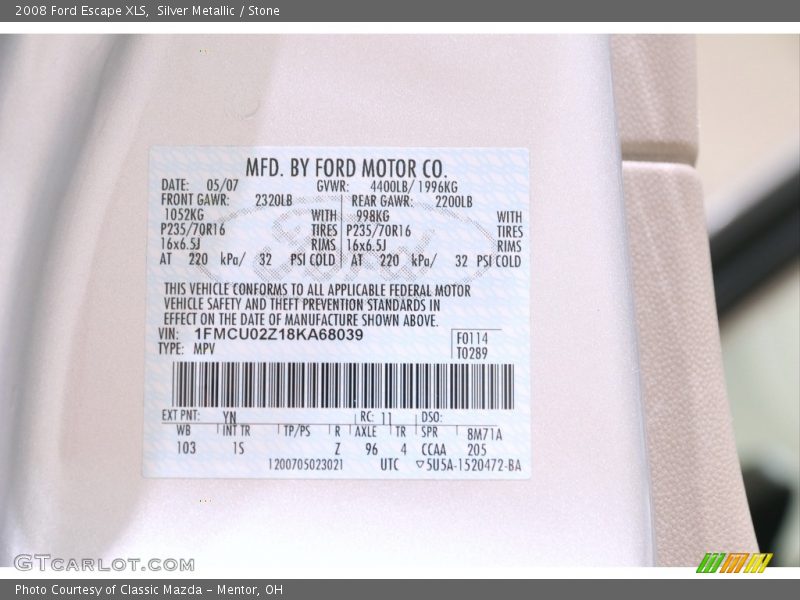 2008 Ford Escape XLS, Silver Metallic / Stone
MFD. BY FORD MOTOR CO.
DATE: 05/07 GVWR: 4400LB/ 1996KG
FRONT GAWR: 2320LB REAR GAWR: 2200LB
1052KG WITH 998KG WITH
P235/70R16 TIRES P235/70R16 TIRES
16x6.5J RIMS 16x6.5J RIMS
AT 220 kPa/ 32 PSI COLD AT 220 kPa/ 32 PSI COLD
THIS VEHICLE CONFORMS TO ALL APPLICABLE FEDERAL MOTOR
VEHICLE SAFETY AND THEFT PREVENTION STANDARDS IN
EFFECT ON THE DATE OF MANUFACTURE SHOWN ABOVE.
VIN: 1FMCU02Z18KA68039
TYPE: MPV
F0114
T0289
EXT PNT: YN RC: 11 DSO:
WB INT TR TP/PS R AXLE TR SPR 8M71A
103 1S Z 96 4 CCAA 205
1200705023021 UTC ▽5U5A-1520472-BA
GTCARLOT.COM
Photo Courtesy of Classic Mazda - Mentor, OH